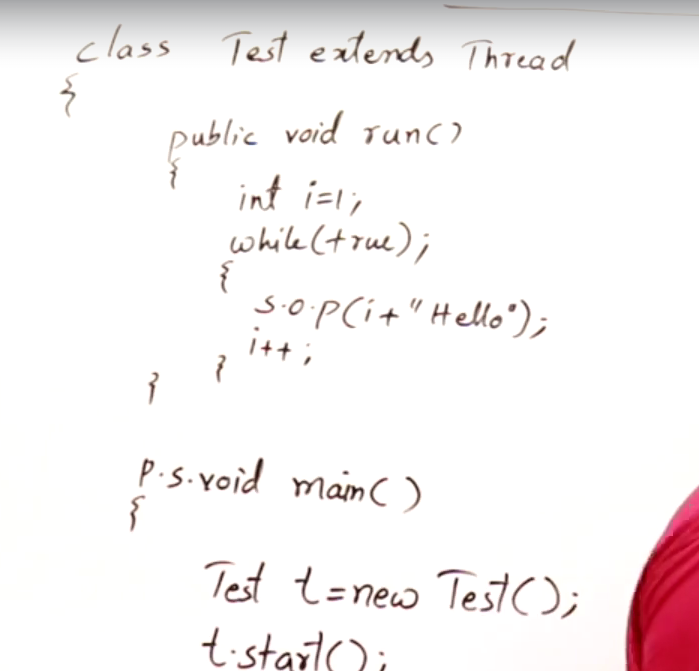 class Test extends Thread
{
public void run()
{
int i=1;
while(true);
{
S.O.P(i+"Hello");
i++;
}
}
P.S.void main()
{
Test t=new Test();
t.start();